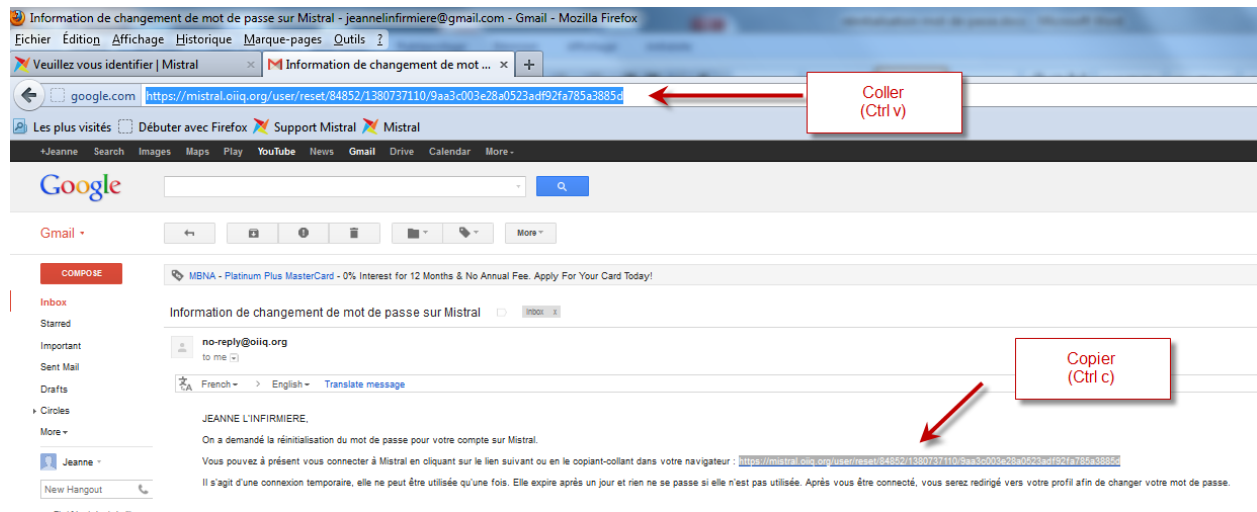 Information de changement de mot de passe sur Mistral - jeannelinfirmiere@gmail.com - Gmail - Mozilla Firefox
Fichier Édition Affichage Historique Marque-pages Outils ?
Veuillez vous identifier | Mistral × Information de changement de mot ... × +
google.com https://mistral.oiiq.org/user/reset/84852/1380737110/9aa3c003e28a0523adf92fa785a3885d
Coller
(Ctrl v)
Les plus visités Débuter avec Firefox Support Mistral Mistral
+Jeanne Search Images Maps Play YouTube News Gmail Drive Calendar More
Google
Gmail
More
COMPOSE
MBNA - Platinum Plus MasterCard - 0% Interest for 12 Months & No Annual Fee. Apply For Your Card Today!
Inbox
Information de changement de mot de passe sur Mistral Inbox x
Starred
Important
no-reply@oiiq.org
to me
Sent Mail
Copier
(Ctrl c)
Drafts
French > English Translate message
Circles
More
JEANNE L'INFIRMIERE,
On a demandé la réinitialisation du mot de passe pour votre compte sur Mistral.
Jeanne
Vous pouvez à présent vous connecter à Mistral en cliquant sur le lien suivant ou en le copiant-collant dans votre navigateur : https://mistral.oiiq.org/user/reset/84852/1380737110/9aa3c003e28a0523adf92fa785a3885d
New Hangout
Il s'agit d'une connexion temporaire, elle ne peut être utilisée qu'une fois. Elle expire après un jour et rien ne se passe si elle n'est pas utilisée. Après vous être connecté, vous serez redirigé vers votre profil afin de changer votre mot de passe.